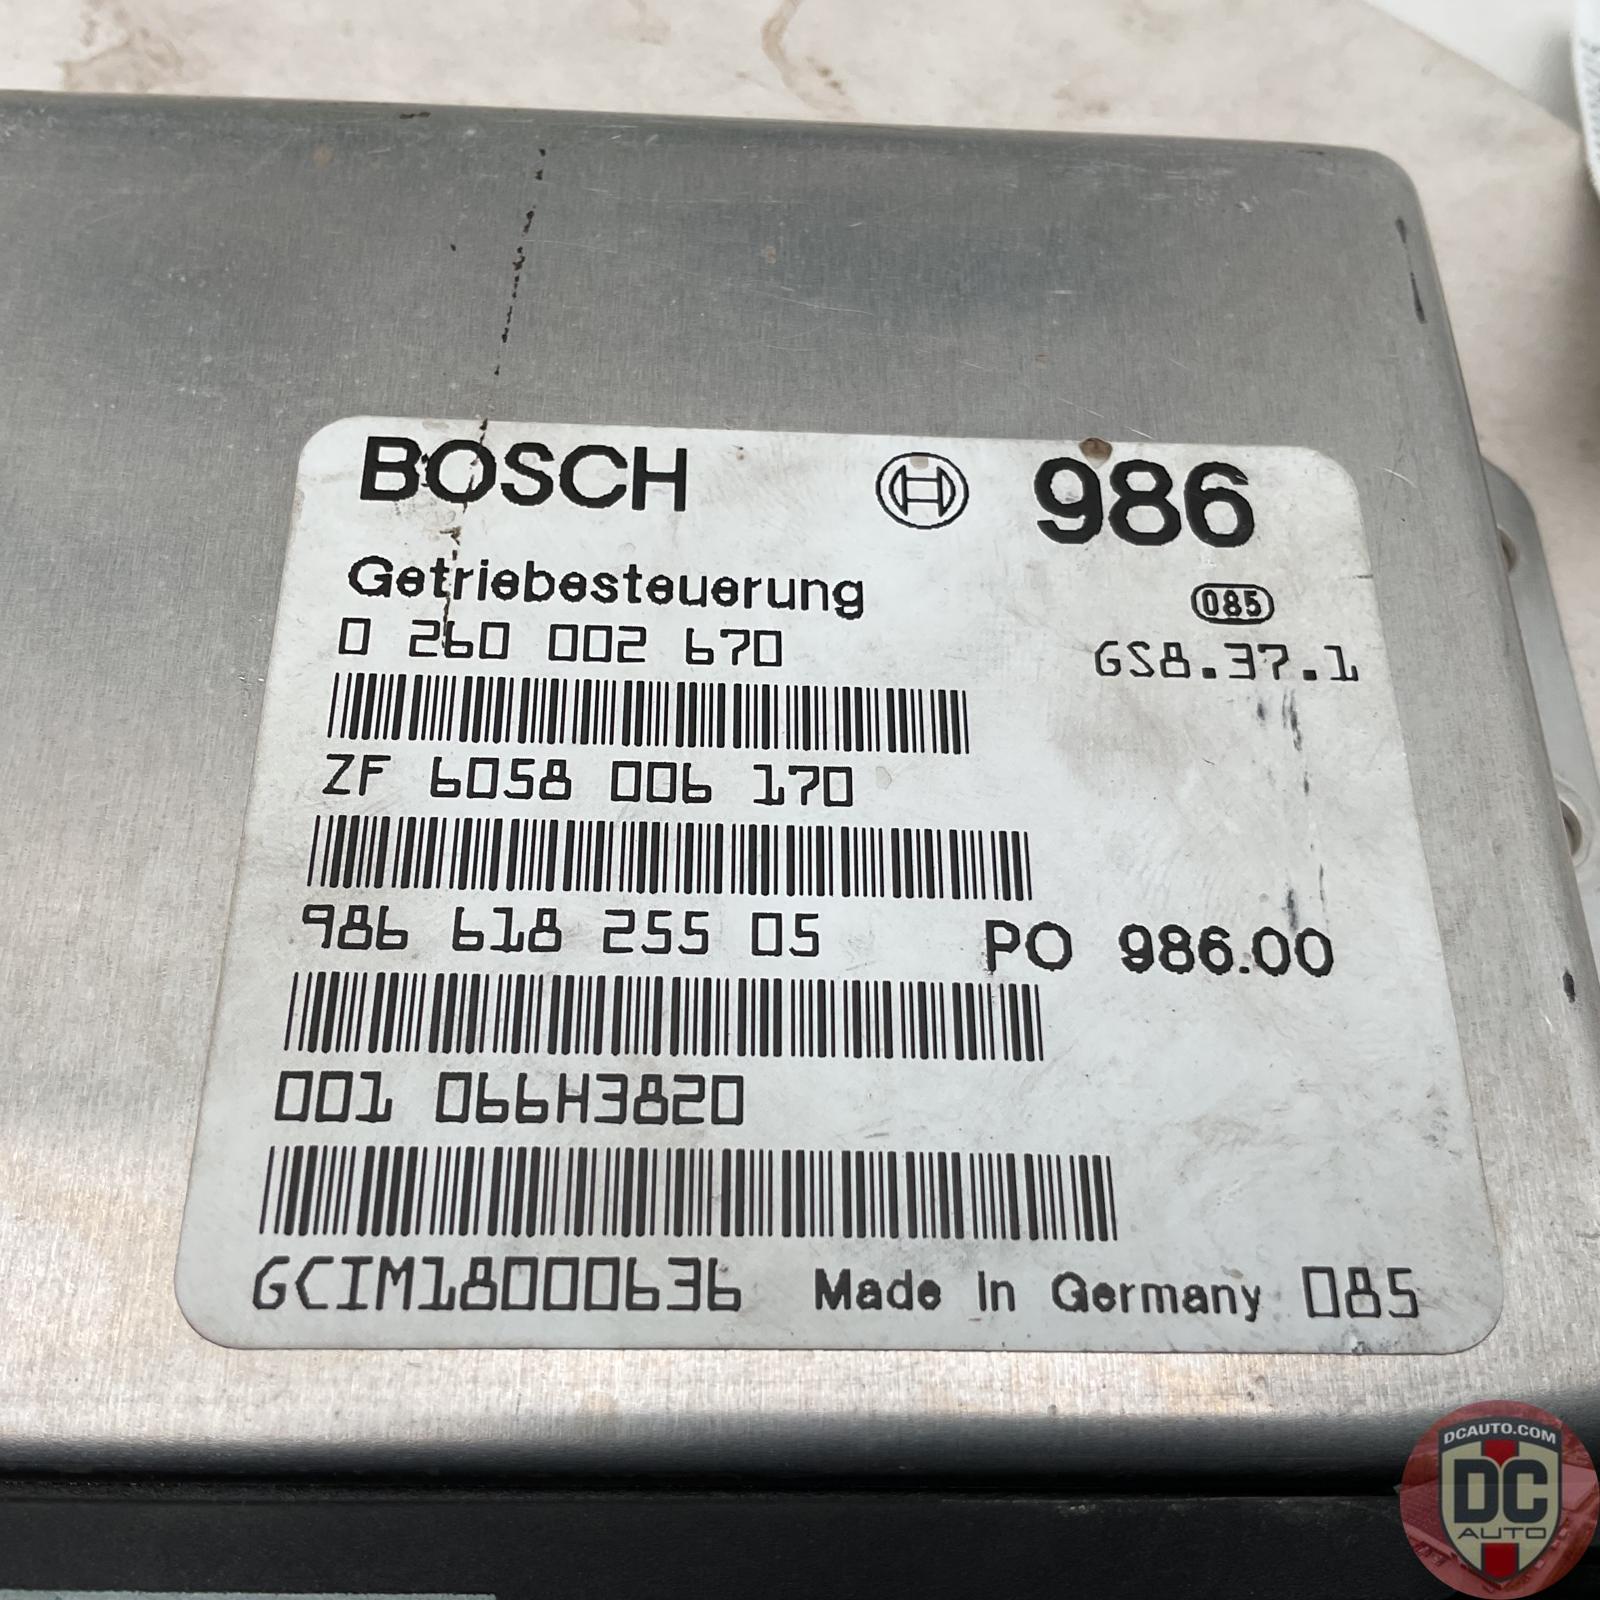 BOSCH 986
Getriebesteuerung 085
0 260 002 670 GS8.37.1
ZF 6058 006 170
986 618 255 05 PO 986.00
001 066H3820
GCIM18000636 Made In Germany 085
DCAUTO.COM
DC
AUTO